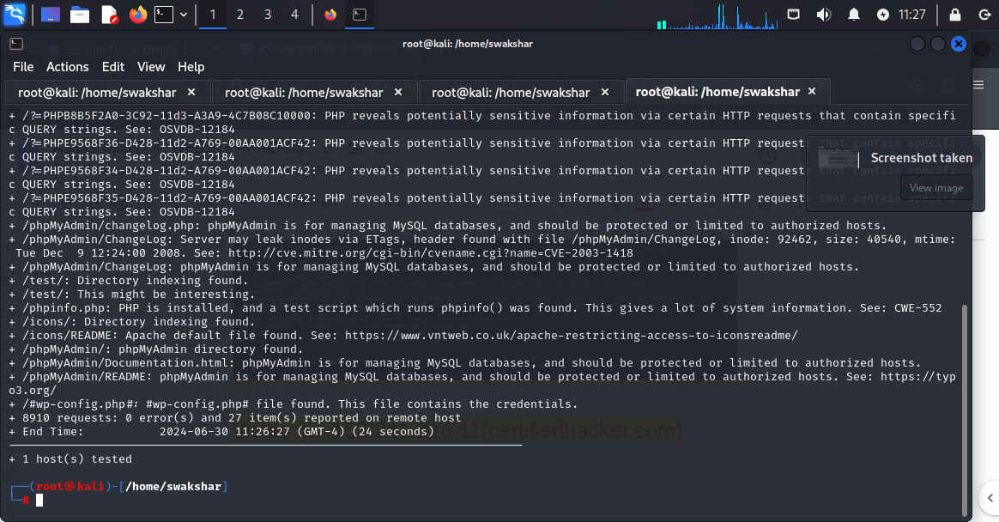 1 2 3 4 11:27
root@kali: /home/swakshar
File Actions Edit View Help
root@kali: /home/swakshar × root@kali: /home/swakshar × root@kali: /home/swakshar × root@kali: /home/swakshar ×
+ /?=PHPB8B5F2A0-3C92-11d3-A3A9-4C7B08C10000: PHP reveals potentially sensitive information via certain HTTP requests that contain specifi
c QUERY strings. See: OSVDB-12184
+ /?=PHPE9568F36-D428-11d2-A769-00AA001ACF42: PHP reveals potentially sensitive information via certain HTTP requests
c QUERY strings. See: OSVDB-12184
+ /?=PHPE9568F34-D428-11d2-A769-00AA001ACF42: PHP reveals potentially sensitive information via certain HTTP requests
c QUERY strings. See: OSVDB-12184
+ /?=PHPE9568F35-D428-11d2-A769-00AA001ACF42: PHP reveals potentially sensitive information via certain HTTP requests that contain specifi
c QUERY strings. See: OSVDB-12184
Screenshot taken
View image
+ /phpMyAdmin/changelog.php: phpMyAdmin is for managing MySQL databases, and should be protected or limited to authorized hosts.
+ /phpMyAdmin/ChangeLog: Server may leak inodes via ETags, header found with file /phpMyAdmin/ChangeLog, inode: 92462, size: 40540, mtime:
Tue Dec  9 12:24:00 2008. See: http://cve.mitre.org/cgi-bin/cvename.cgi?name=CVE-2003-1418
+ /phpMyAdmin/ChangeLog: phpMyAdmin is for managing MySQL databases, and should be protected or limited to authorized hosts.
+ /test/: Directory indexing found.
+ /test/: This might be interesting.
+ /phpinfo.php: PHP is installed, and a test script which runs phpinfo() was found. This gives a lot of system information. See: CWE-552
+ /icons/: Directory indexing found.
+ /icons/README: Apache default file found. See: https://www.vntweb.co.uk/apache-restricting-access-to-iconsreadme/
+ /phpMyAdmin/: phpMyAdmin directory found.
+ /phpMyAdmin/Documentation.html: phpMyAdmin is for managing MySQL databases, and should be protected or limited to authorized hosts.
+ /phpMyAdmin/README: phpMyAdmin is for managing MySQL databases, and should be protected or limited to authorized hosts. See: https://typ
o3.org/
+ /#wp-config.php#: #wp-config.php# file found. This file contains the credentials.
+ 8910 requests: 0 error(s) and 27 item(s) reported on remote host
+ End Time:           2024-06-30 11:26:27 (GMT-4) (24 seconds)
16.11(certifiedhacker.com)
+ 1 host(s) tested
┌──(root㉿kali)-[/home/swakshar]
└─#